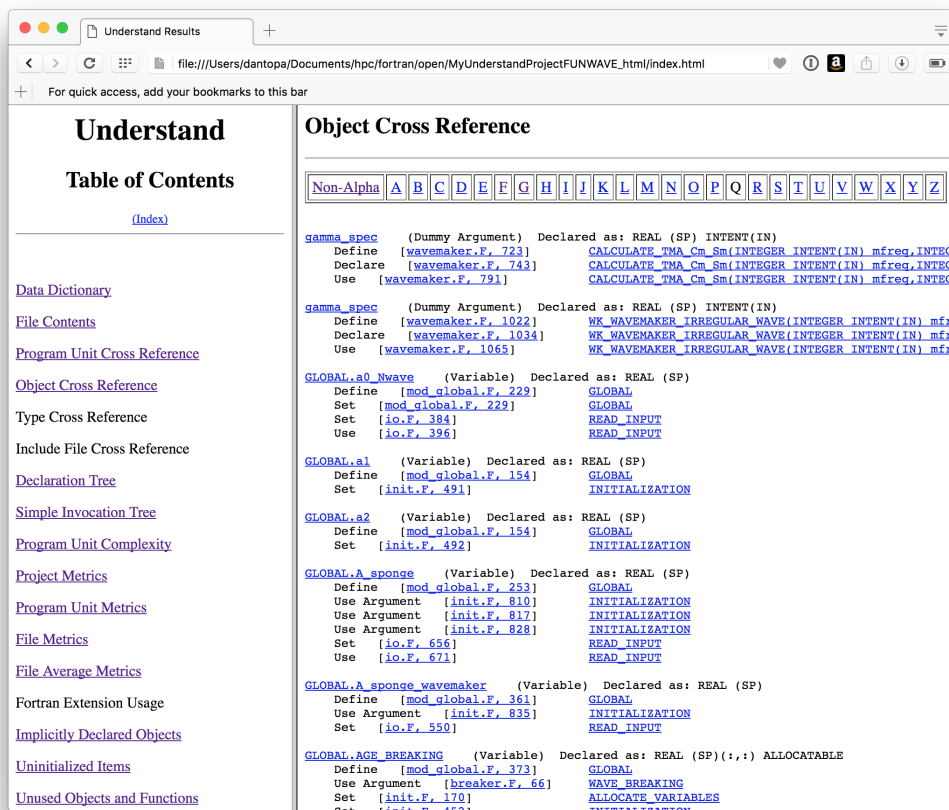 Understand Results
file:///Users/dantopa/Documents/hpc/fortran/open/MyUnderstandProjectFUNWAVE_html/index.html
For quick access, add your bookmarks to this bar
Understand
Table of Contents
(Index)
Data Dictionary
File Contents
Program Unit Cross Reference
Object Cross Reference
Type Cross Reference
Include File Cross Reference
Declaration Tree
Simple Invocation Tree
Program Unit Complexity
Project Metrics
Program Unit Metrics
File Metrics
File Average Metrics
Fortran Extension Usage
Implicitly Declared Objects
Uninitialized Items
Unused Objects and Functions
Object Cross Reference
Non-Alpha A B C D E F G H I J K L M N O P Q R S T U V W X Y Z
gamma_spec (Dummy Argument) Declared as: REAL (SP) INTENT(IN)
Define [wavemaker.F, 723] CALCULATE_TMA_Cm_Sm(INTEGER INTENT(IN) mfreq,INTEG
Declare [wavemaker.F, 743] CALCULATE_TMA_Cm_Sm(INTEGER INTENT(IN) mfreq,INTEG
Use [wavemaker.F, 791] CALCULATE_TMA_Cm_Sm(INTEGER INTENT(IN) mfreq,INTEG
gamma_spec (Dummy Argument) Declared as: REAL (SP) INTENT(IN)
Define [wavemaker.F, 1022] WK_WAVEMAKER_IRREGULAR_WAVE(INTEGER INTENT(IN) mfr
Declare [wavemaker.F, 1034] WK_WAVEMAKER_IRREGULAR_WAVE(INTEGER INTENT(IN) mfr
Use [wavemaker.F, 1065] WK_WAVEMAKER_IRREGULAR_WAVE(INTEGER INTENT(IN) mfr
GLOBAL.a0_Nwave (Variable) Declared as: REAL (SP)
Define [mod_global.F, 229] GLOBAL
Set [mod_global.F, 229] GLOBAL
Set [io.F, 384] READ_INPUT
Use [io.F, 396] READ_INPUT
GLOBAL.a1 (Variable) Declared as: REAL (SP)
Define [mod_global.F, 154] GLOBAL
Set [init.F, 491] INITIALIZATION
GLOBAL.a2 (Variable) Declared as: REAL (SP)
Define [mod_global.F, 154] GLOBAL
Set [init.F, 492] INITIALIZATION
GLOBAL.A_sponge (Variable) Declared as: REAL (SP)
Define [mod_global.F, 253] GLOBAL
Use Argument [init.F, 810] INITIALIZATION
Use Argument [init.F, 817] INITIALIZATION
Use Argument [init.F, 828] INITIALIZATION
Set [io.F, 656] READ_INPUT
Use [io.F, 671] READ_INPUT
GLOBAL.A_sponge_wavemaker (Variable) Declared as: REAL (SP)
Define [mod_global.F, 361] GLOBAL
Use Argument [init.F, 835] INITIALIZATION
Set [io.F, 550] READ_INPUT
GLOBAL.AGE_BREAKING (Variable) Declared as: REAL (SP)(:,:) ALLOCATABLE
Define [mod_global.F, 373] GLOBAL
Use Argument [breaker.F, 66] WAVE_BREAKING
Set [init.F, 170] ALLOCATE_VARIABLES